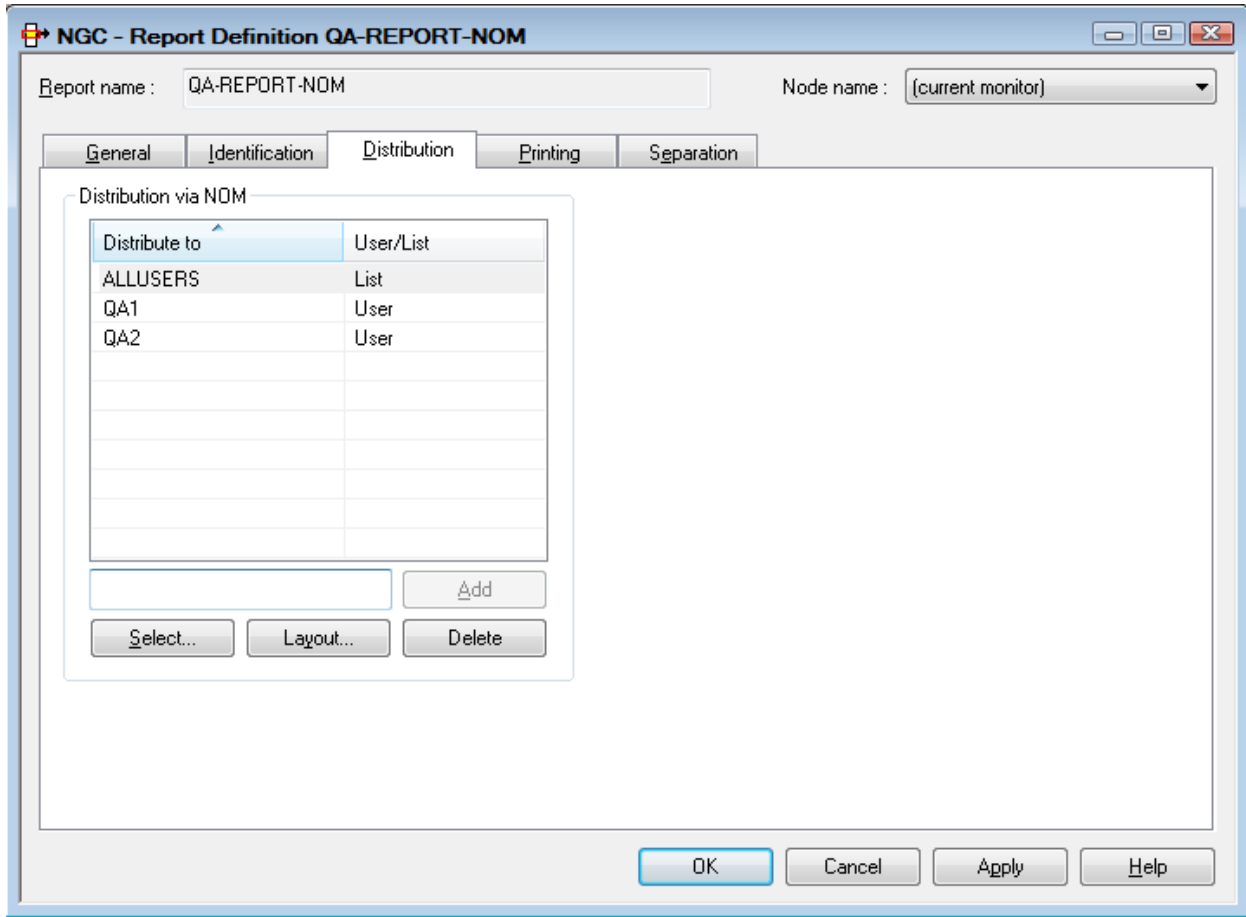 NGC - Report Definition QA-REPORT-NOM
Report name : QA-REPORT-NOM Node name : (current monitor)
General Identification Distribution Printing Separation
Distribution via NOM
Distribute to User/List
ALLUSERS List
QA1 User
QA2 User
Add
Select... Layout... Delete
OK Cancel Apply Help